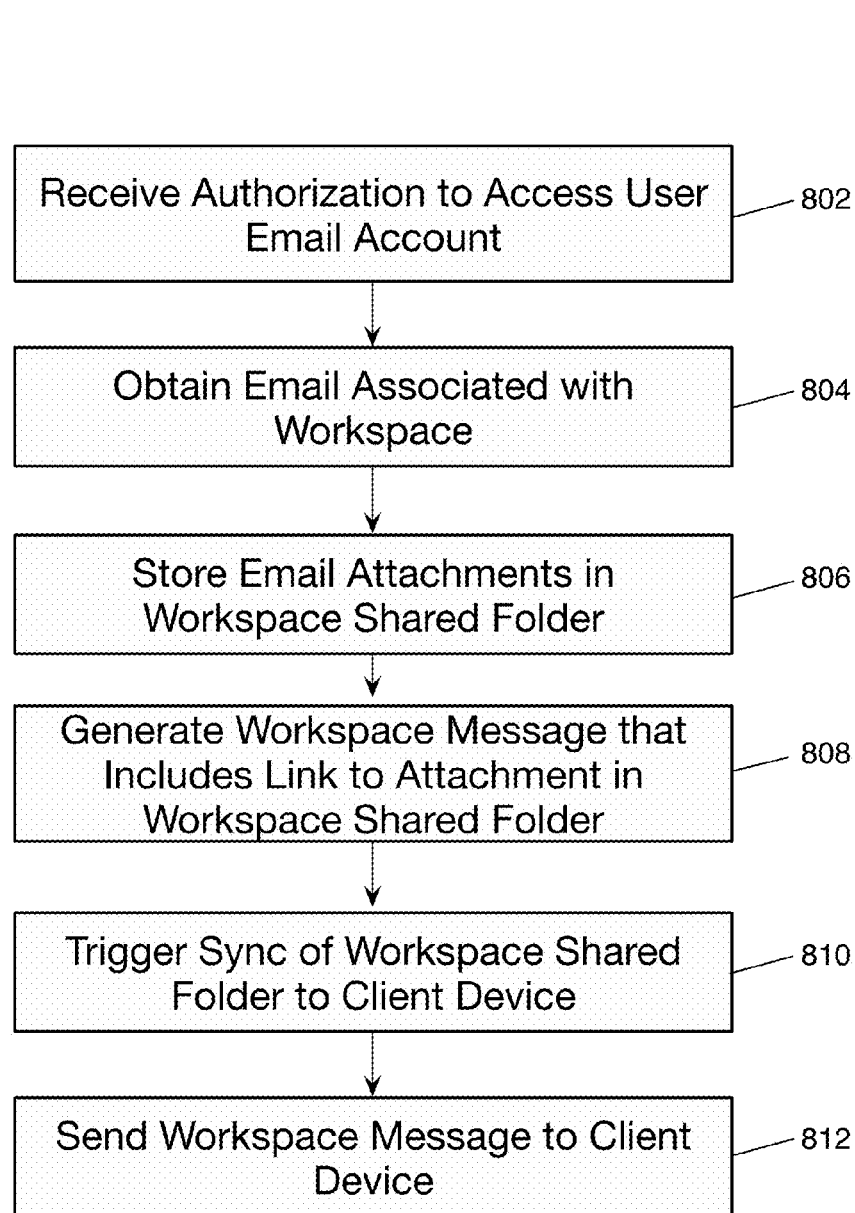 Receive Authorization to Access User
Email Account
802
Obtain Email Associated with
Workspace
804
Store Email Attachments in
Workspace Shared Folder
806
Generate Workspace Message that
Includes Link to Attachment in
Workspace Shared Folder
808
Trigger Sync of Workspace Shared
Folder to Client Device
810
Send Workspace Message to Client
Device
812